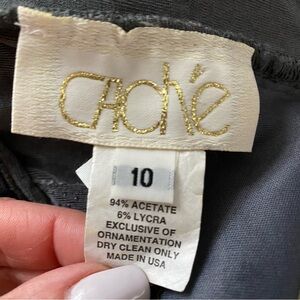 CAChé
10
94% ACETATE
6% LYCRA
EXCLUSIVE OF
ORNAMENTATION
DRY CLEAN ONLY
MADE IN USA